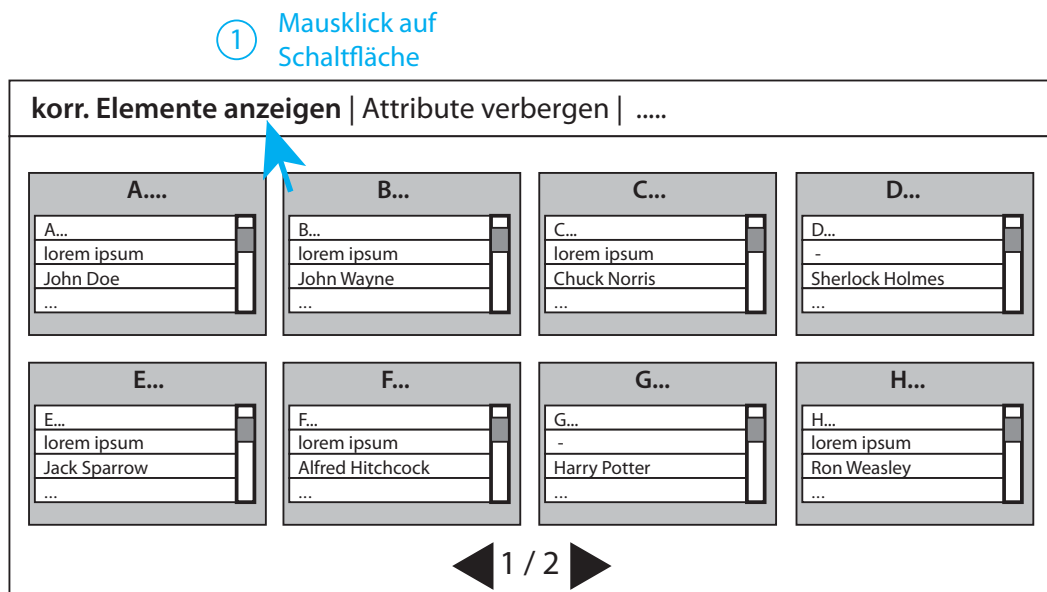 1
Mausklick auf
Schaltfläche
korr. Elemente anzeigen | Attribute verbergen | .....
A....
A...
lorem ipsum
John Doe
...
B...
B...
lorem ipsum
John Wayne
...
C...
C...
lorem ipsum
Chuck Norris
...
D...
D...
-
Sherlock Holmes
...
E...
E...
lorem ipsum
Jack Sparrow
...
F...
F...
lorem ipsum
Alfred Hitchcock
...
G...
G...
-
Harry Potter
...
H...
H...
lorem ipsum
Ron Weasley
...
1 / 2